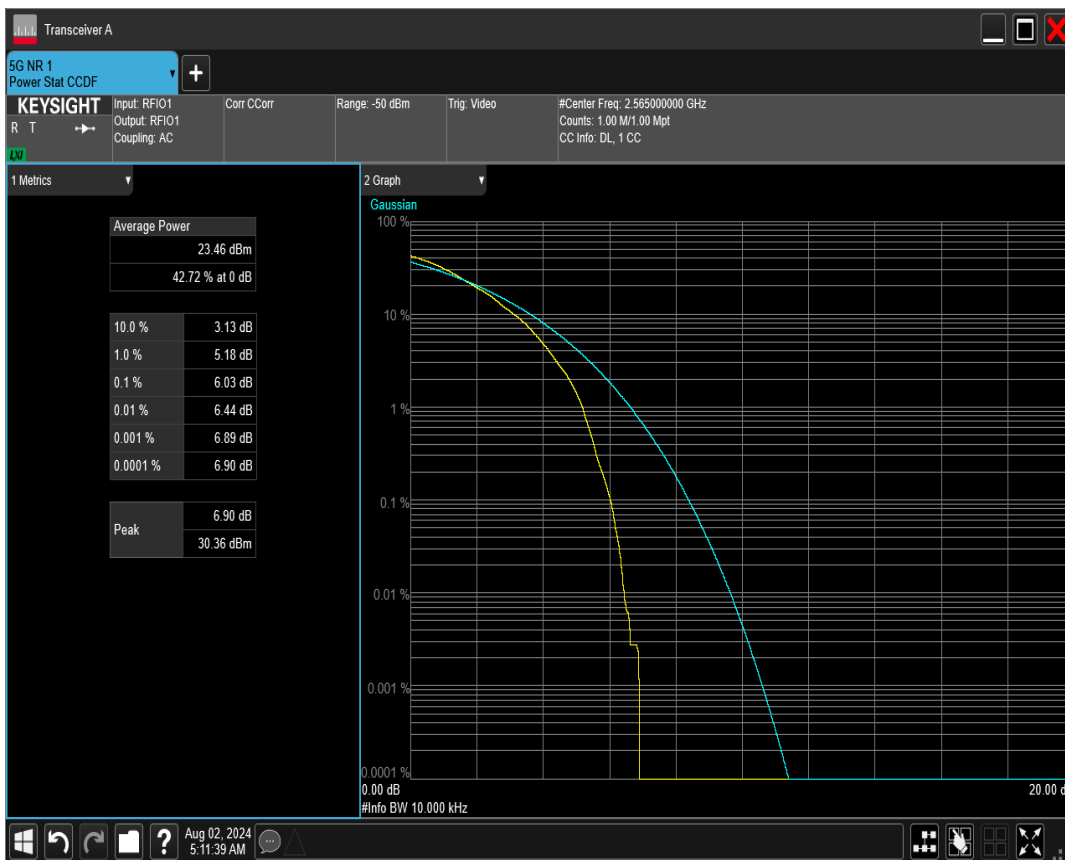 Transceiver A
5G NR 1
Power Stat CCDF
KEYSIGHT
R T
LXI
Input: RFIO1
Output: RFIO1
Coupling: AC
Corr CCorr
Range: -50 dBm
Trig: Video
#Center Freq: 2.565000000 GHz
Counts: 1.00 M/1.00 Mpt
CC Info: DL, 1 CC
1 Metrics
Average Power
23.46 dBm
42.72 % at 0 dB
10.0 % 3.13 dB
1.0 % 5.18 dB
0.1 % 6.03 dB
0.01 % 6.44 dB
0.001 % 6.89 dB
0.0001 % 6.90 dB
Peak
6.90 dB
30.36 dBm
2 Graph
Gaussian
100 %
10 %
1 %
0.1 %
0.01 %
0.001 %
0.0001 %
0.00 dB
20.00 d
#Info BW 10.000 kHz
Aug 02, 2024
5:11:39 AM